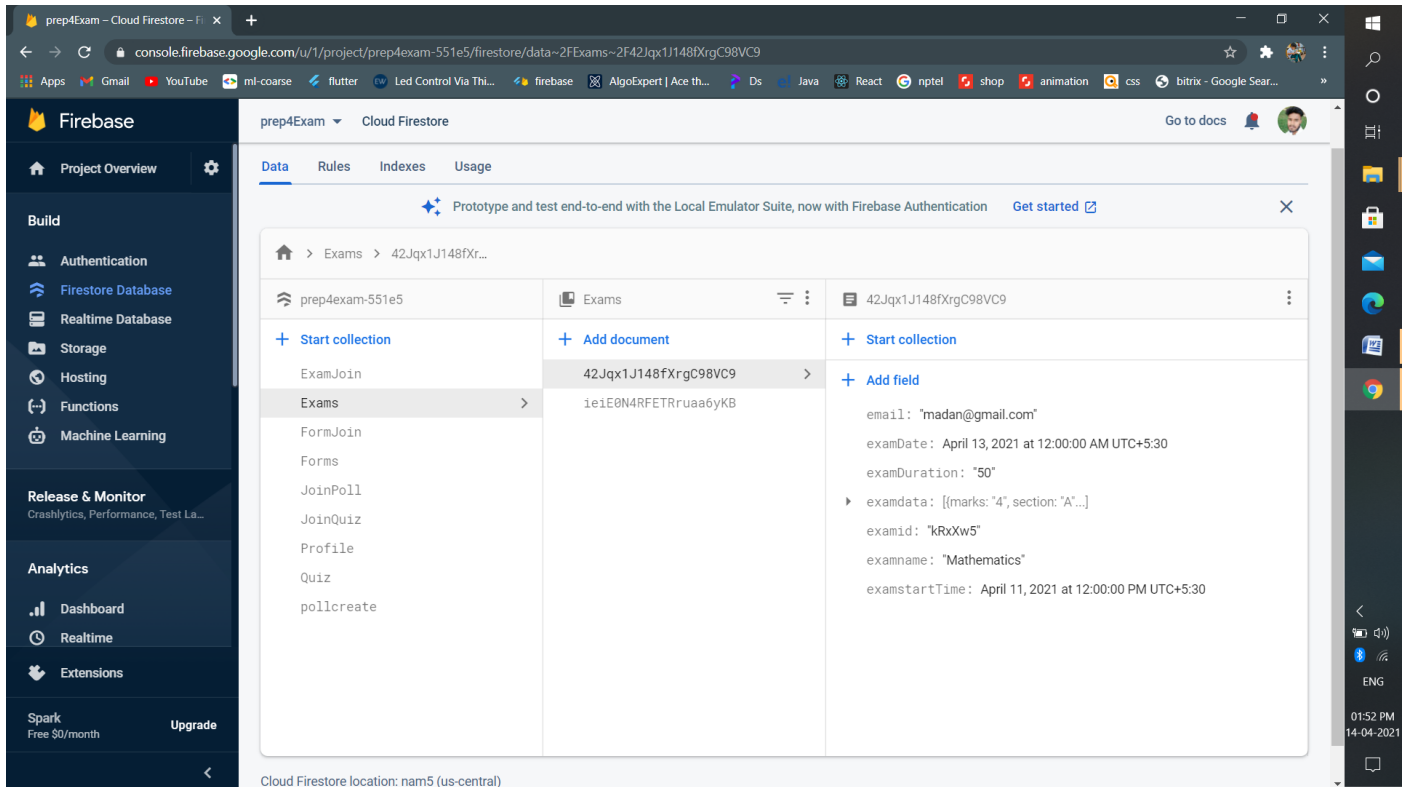 prep4Exam – Cloud Firestore – Fi
console.firebase.google.com/u/1/project/prep4exam-551e5/firestore/data~2FExams~2F42Jqx1J148fXrgC98VC9
Apps Gmail YouTube ml-coarse flutter Led Control Via Thi... firebase AlgoExpert | Ace th... Ds Java React nptel shop animation css bitrix - Google Sear... »
Firebase
prep4Exam Cloud Firestore Go to docs
Project Overview
Data Rules Indexes Usage
Prototype and test end-to-end with the Local Emulator Suite, now with Firebase Authentication Get started
Build
Authentication
Firestore Database
Realtime Database
Storage
Hosting
Functions
Machine Learning
Release & Monitor
Crashlytics, Performance, Test La...
Analytics
Dashboard
Realtime
Extensions
Spark
Free $0/month
Upgrade
> Exams > 42Jqx1J148fXr...
prep4exam-551e5
+ Start collection
ExamJoin
Exams
FormJoin
Forms
JoinPoll
JoinQuiz
Profile
Quiz
pollcreate
Exams
+ Add document
42Jqx1J148fXrgC98VC9
ieiE0N4RFETRruaa6yKB
42Jqx1J148fXrgC98VC9
+ Start collection
+ Add field
email: "madan@gmail.com"
examDate: April 13, 2021 at 12:00:00 AM UTC+5:30
examDuration: "50"
examdata: [{marks: "4", section: "A"...]
examid: "kRxXw5"
examname: "Mathematics"
examstartTime: April 11, 2021 at 12:00:00 PM UTC+5:30
Cloud Firestore location: nam5 (us-central)
ENG
01:52 PM
14-04-2021